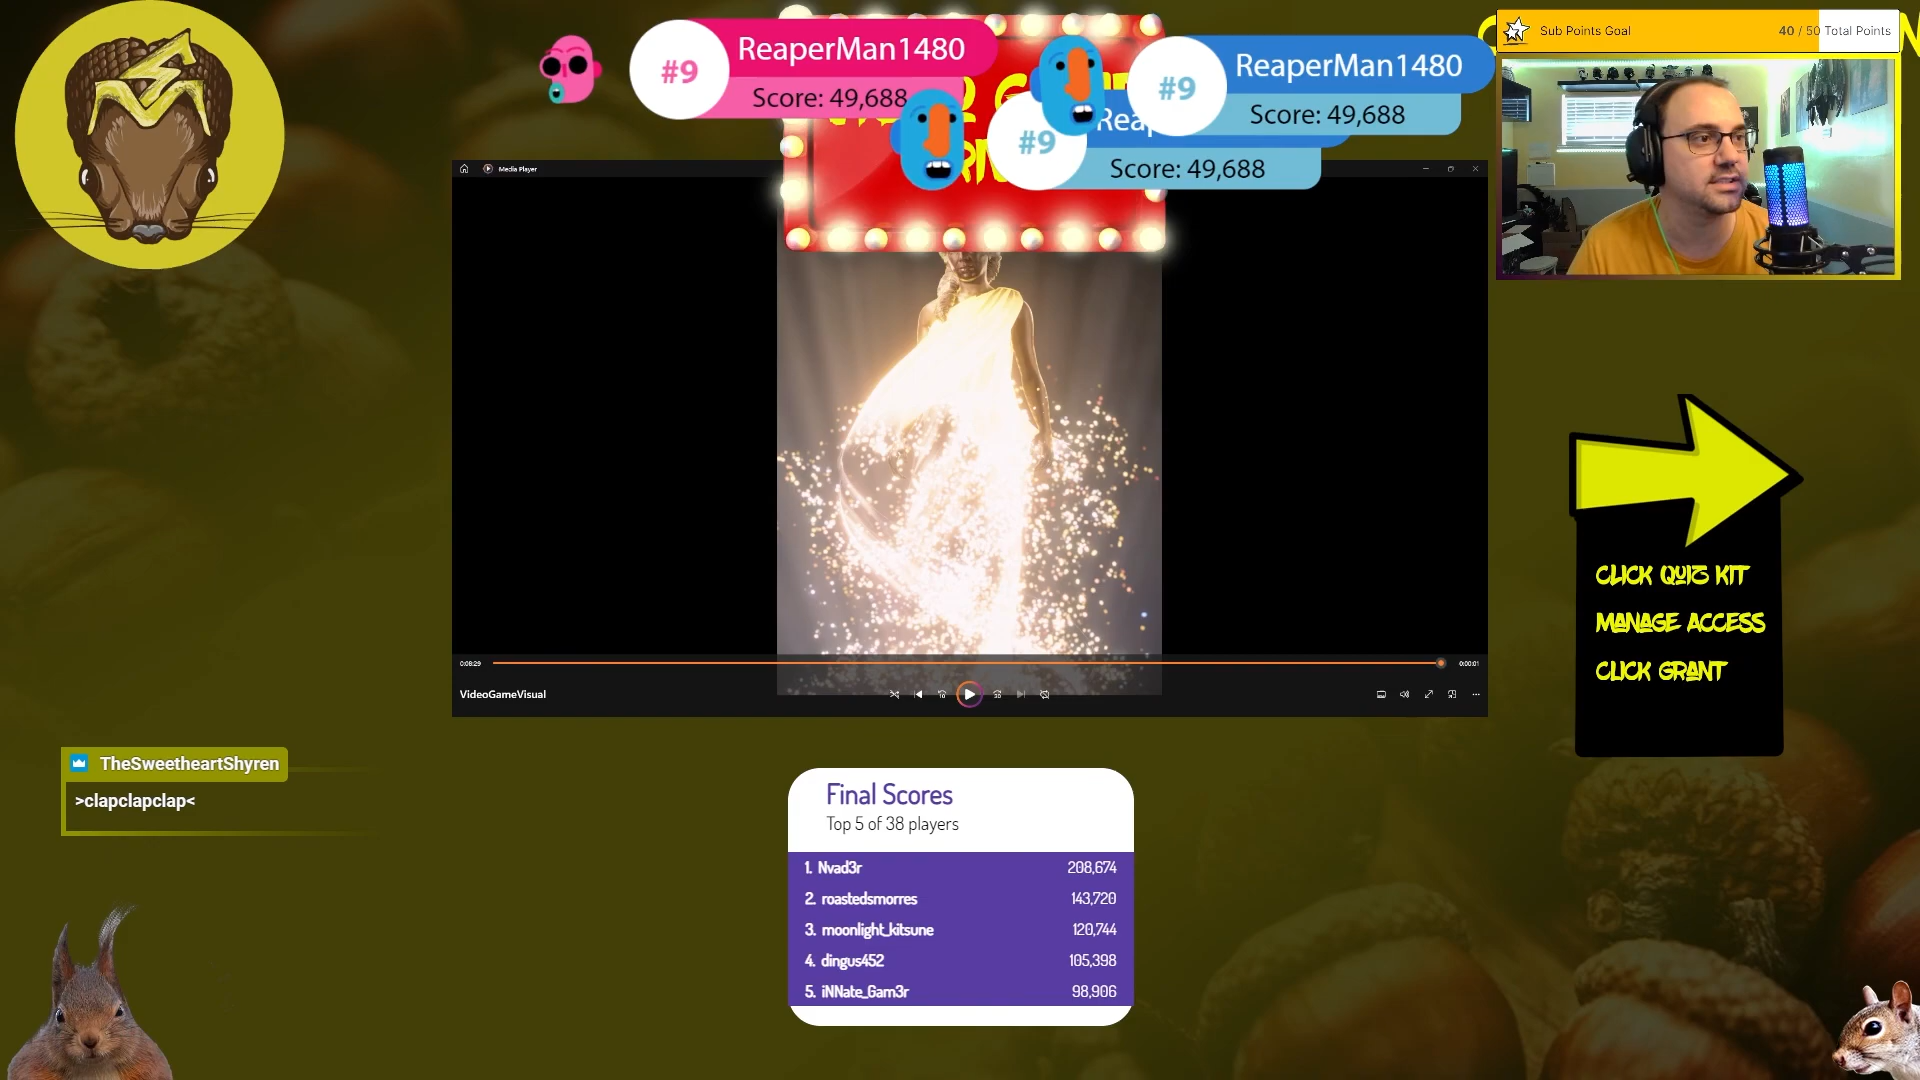 Sub Points Goal 40 / 50 Total Points
#9 ReaperMan1480
Score: 49,688
#9 ReaperMan1480
Score: 49,688
#9
Score: 49,688
Media Player
CLICK QUIZ KIT
MANAGE ACCESS
CLICK GRANT
0:08:29
0:00:01
VideoGameVisual
TheSweetheartShyren
>clapclapclap<
Final Scores
Top 5 of 38 players
1. Nvad3r 208,674
2. roastedsmorres 143,720
3. moonlight_kitsune 120,744
4. dingus452 105,398
5. iNNate_Gam3r 98,906